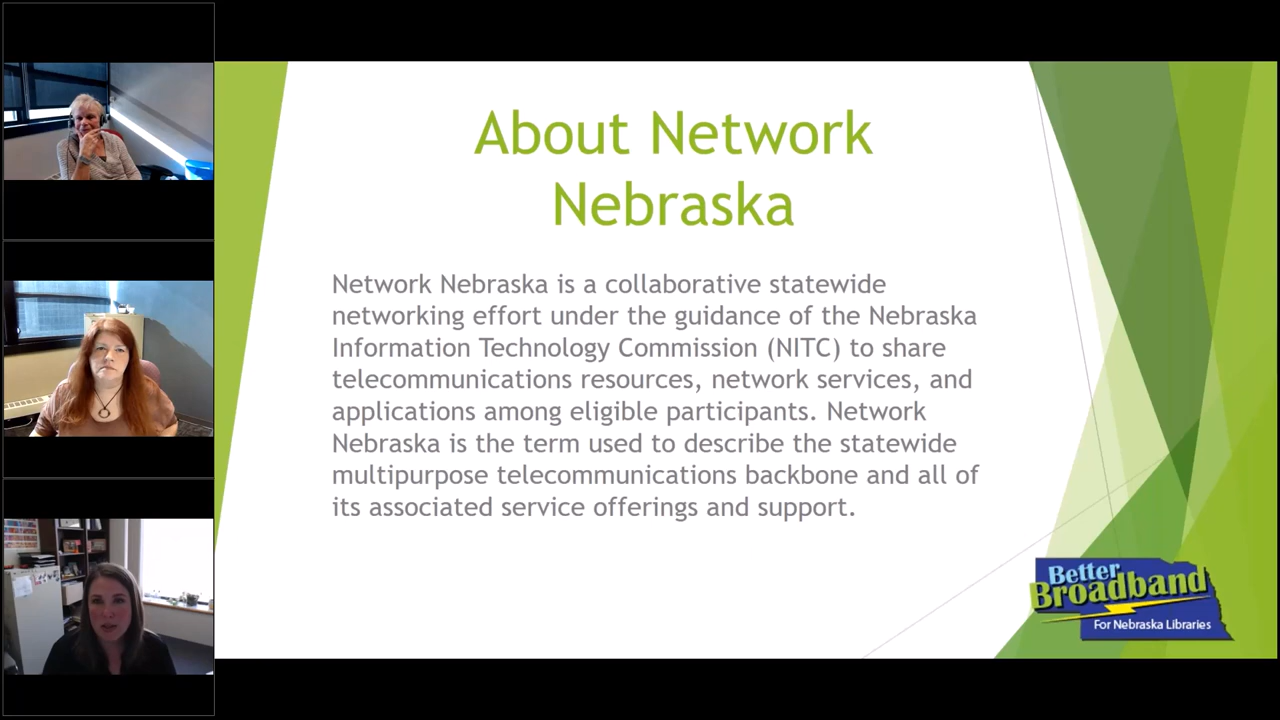 About Network
Nebraska
Network Nebraska is a collaborative statewide
networking effort under the guidance of the Nebraska
Information Technology Commission (NITC) to share
telecommunications resources, network services, and
applications among eligible participants. Network
Nebraska is the term used to describe the statewide
multipurpose telecommunications backbone and all of
its associated service offerings and support.
Better
Broadband
For Nebraska Libraries